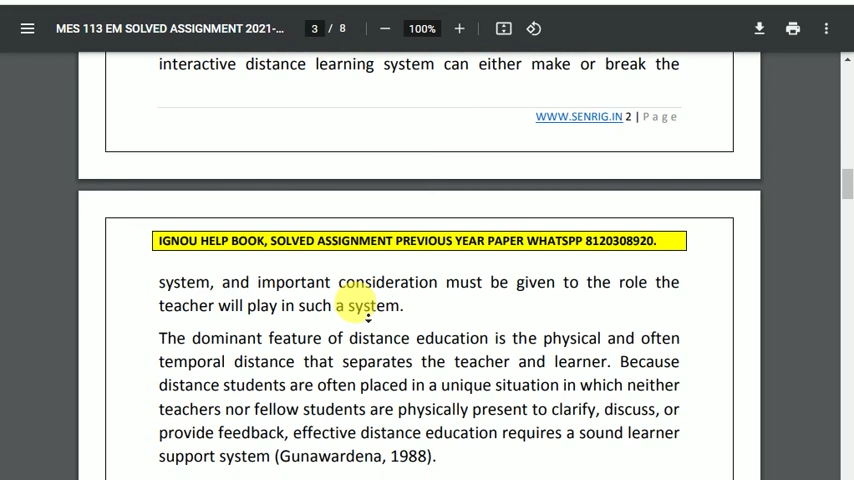 MES 113 EM SOLVED ASSIGNMENT 2021-...
3 / 8
100%
interactive distance learning system can either make or break the
WWW.SENRIG.IN 2 | Page
IGNOU HELP BOOK, SOLVED ASSIGNMENT PREVIOUS YEAR PAPER WHATSPP 8120308920.
system, and important consideration must be given to the role the
teacher will play in such a system.
The dominant feature of distance education is the physical and often
temporal distance that separates the teacher and learner. Because
distance students are often placed in a unique situation in which neither
teachers nor fellow students are physically present to clarify, discuss, or
provide feedback, effective distance education requires a sound learner
support system (Gunawardena, 1988).